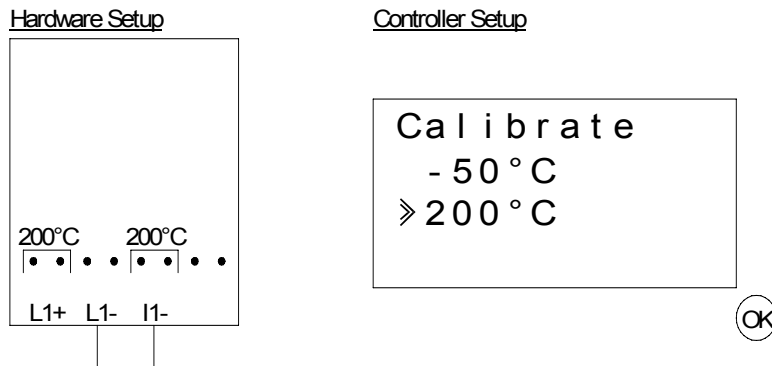 Hardware Setup
Controller Setup
Calibrate
-50°C
200°C
200°C 200°C
L1+ L1- I1-
OK